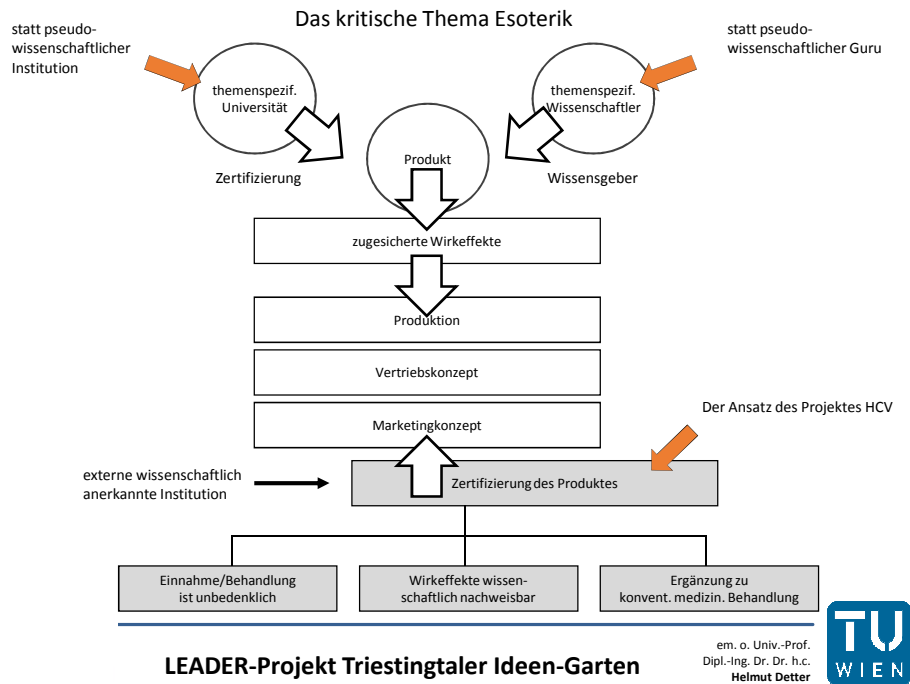 Das kritische Thema Esoterik
statt pseudo-
wissenschaftlicher
Institution
statt pseudo-
wissenschaftlicher Guru
themenspezif.
Universität
themenspezif.
Wissenschaftler
Produkt
Zertifizierung
Wissensgeber
zugesicherte Wirkeffekte
Produktion
Vertriebskonzept
Marketingkonzept
Der Ansatz des Projektes HCV
externe wissenschaftlich
anerkannte Institution
Zertifizierung des Produktes
Einnahme/Behandlung
ist unbedenklich
Wirkeffekte wissen-
schaftlich nachweisbar
Ergänzung zu
konvent. medizin. Behandlung
LEADER-Projekt Triestingtaler Ideen-Garten
em. o. Univ.-Prof.
Dipl.-Ing. Dr. Dr. h.c.
Helmut Detter
TU
WIEN